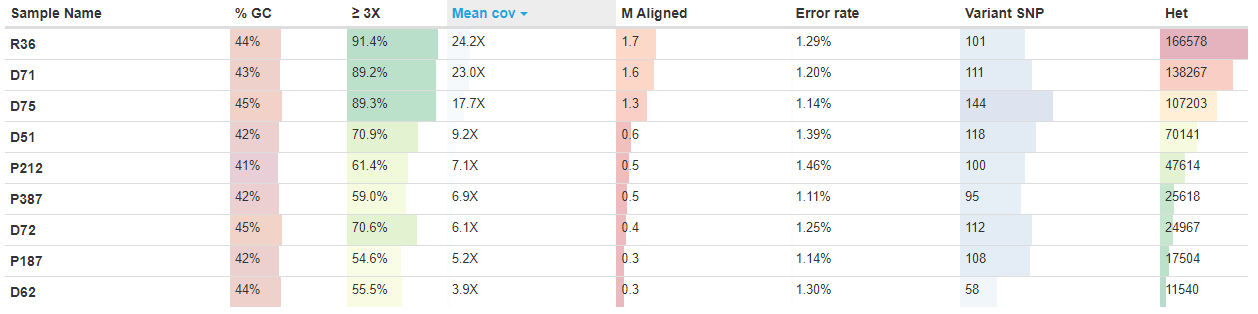 Sample Name % GC ≥ 3X Mean cov M Aligned Error rate Variant SNP Het
R36 44% 91.4% 24.2X 1.7 1.29% 101 166578
D71 43% 89.2% 23.0X 1.6 1.20% 111 138267
D75 45% 89.3% 17.7X 1.3 1.14% 144 107203
D51 42% 70.9% 9.2X 0.6 1.39% 118 70141
P212 41% 61.4% 7.1X 0.5 1.46% 100 47614
P387 42% 59.0% 6.9X 0.5 1.11% 95 25618
D72 45% 70.6% 6.1X 0.4 1.25% 112 24967
P187 42% 54.6% 5.2X 0.3 1.14% 108 17504
D62 44% 55.5% 3.9X 0.3 1.30% 58 11540